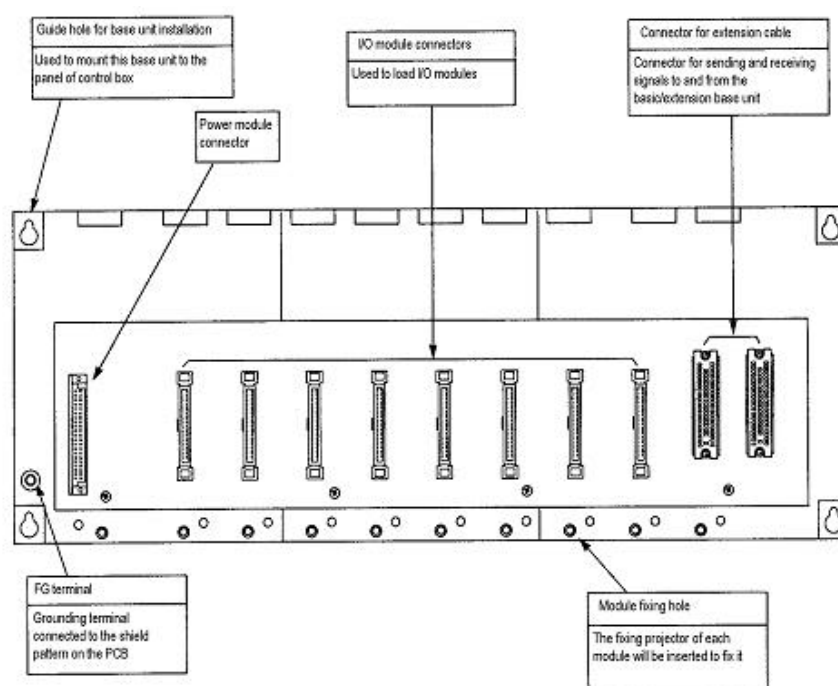 Guide hole for base unit installation
Used to mount this base unit to the
panel of control box
I/O module connectors
Used to load I/O modules
Connector for extension cable
Connector for sending and receiving
signals to and from the
basic/extension base unit
Power module
connector
FG terminal
Grounding terminal
connected to the shield
pattern on the PCB
Module fixing hole
The fixing projector of each
module will be inserted to fix it